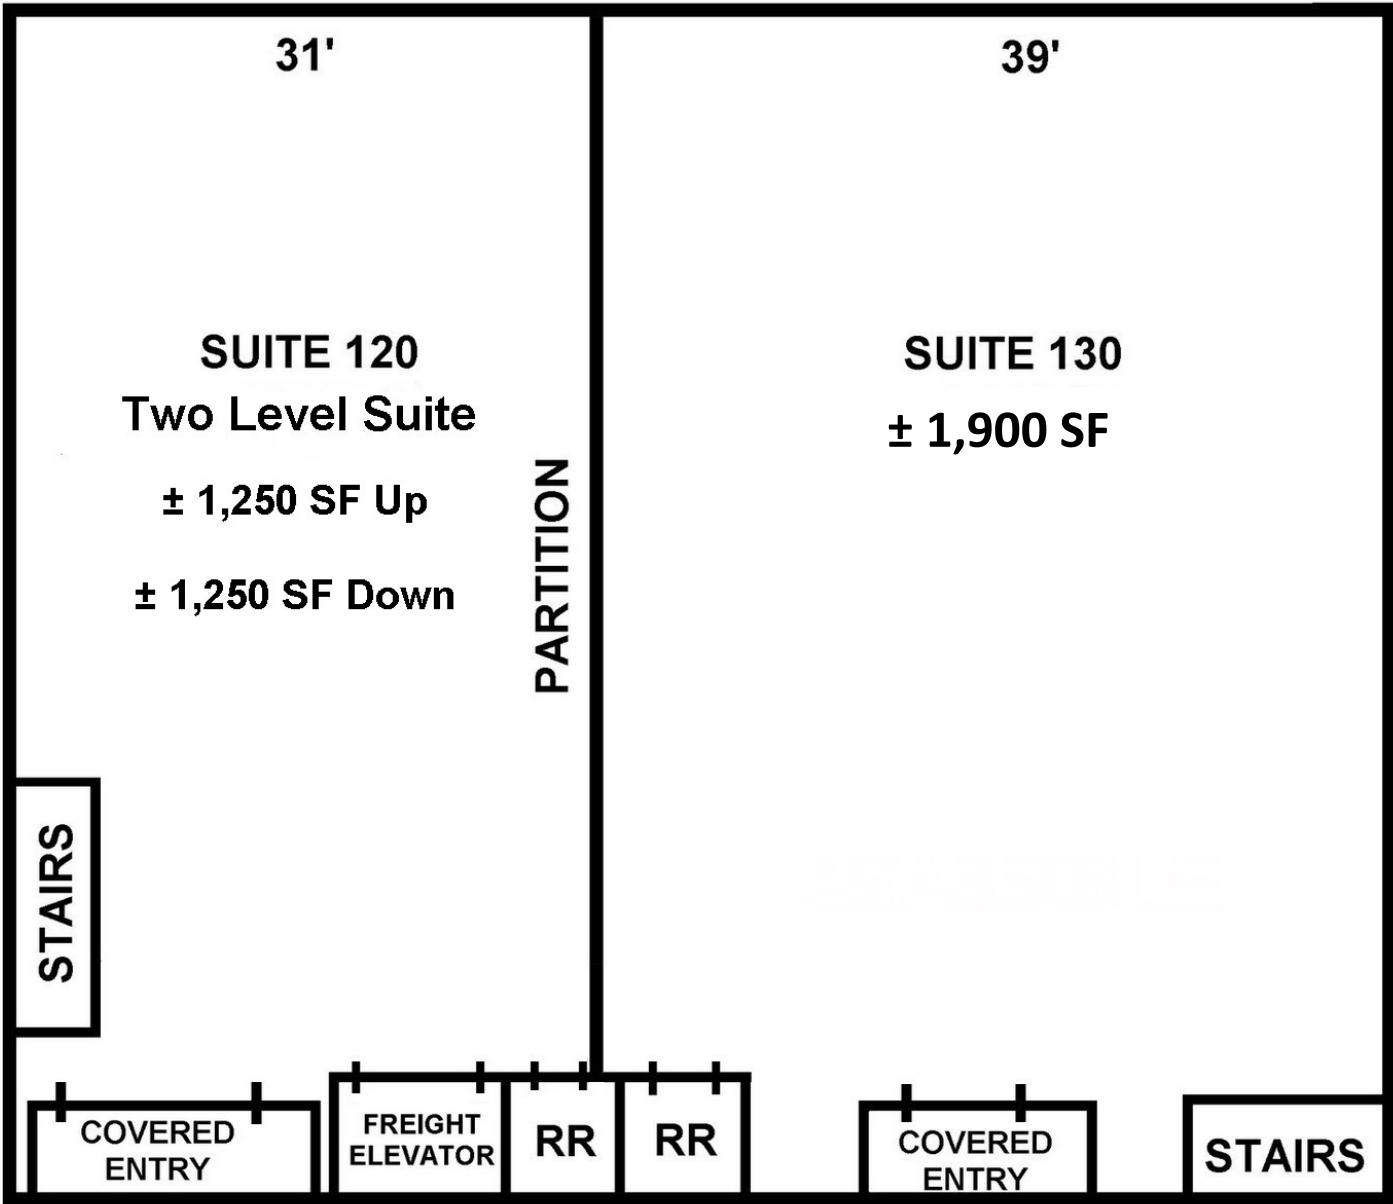 31'
39'
SUITE 120
Two Level Suite
± 1,250 SF Up
± 1,250 SF Down
PARTITION
SUITE 130
± 1,900 SF
STAIRS
COVERED
ENTRY
FREIGHT
ELEVATOR
RR
RR
COVERED
ENTRY
STAIRS